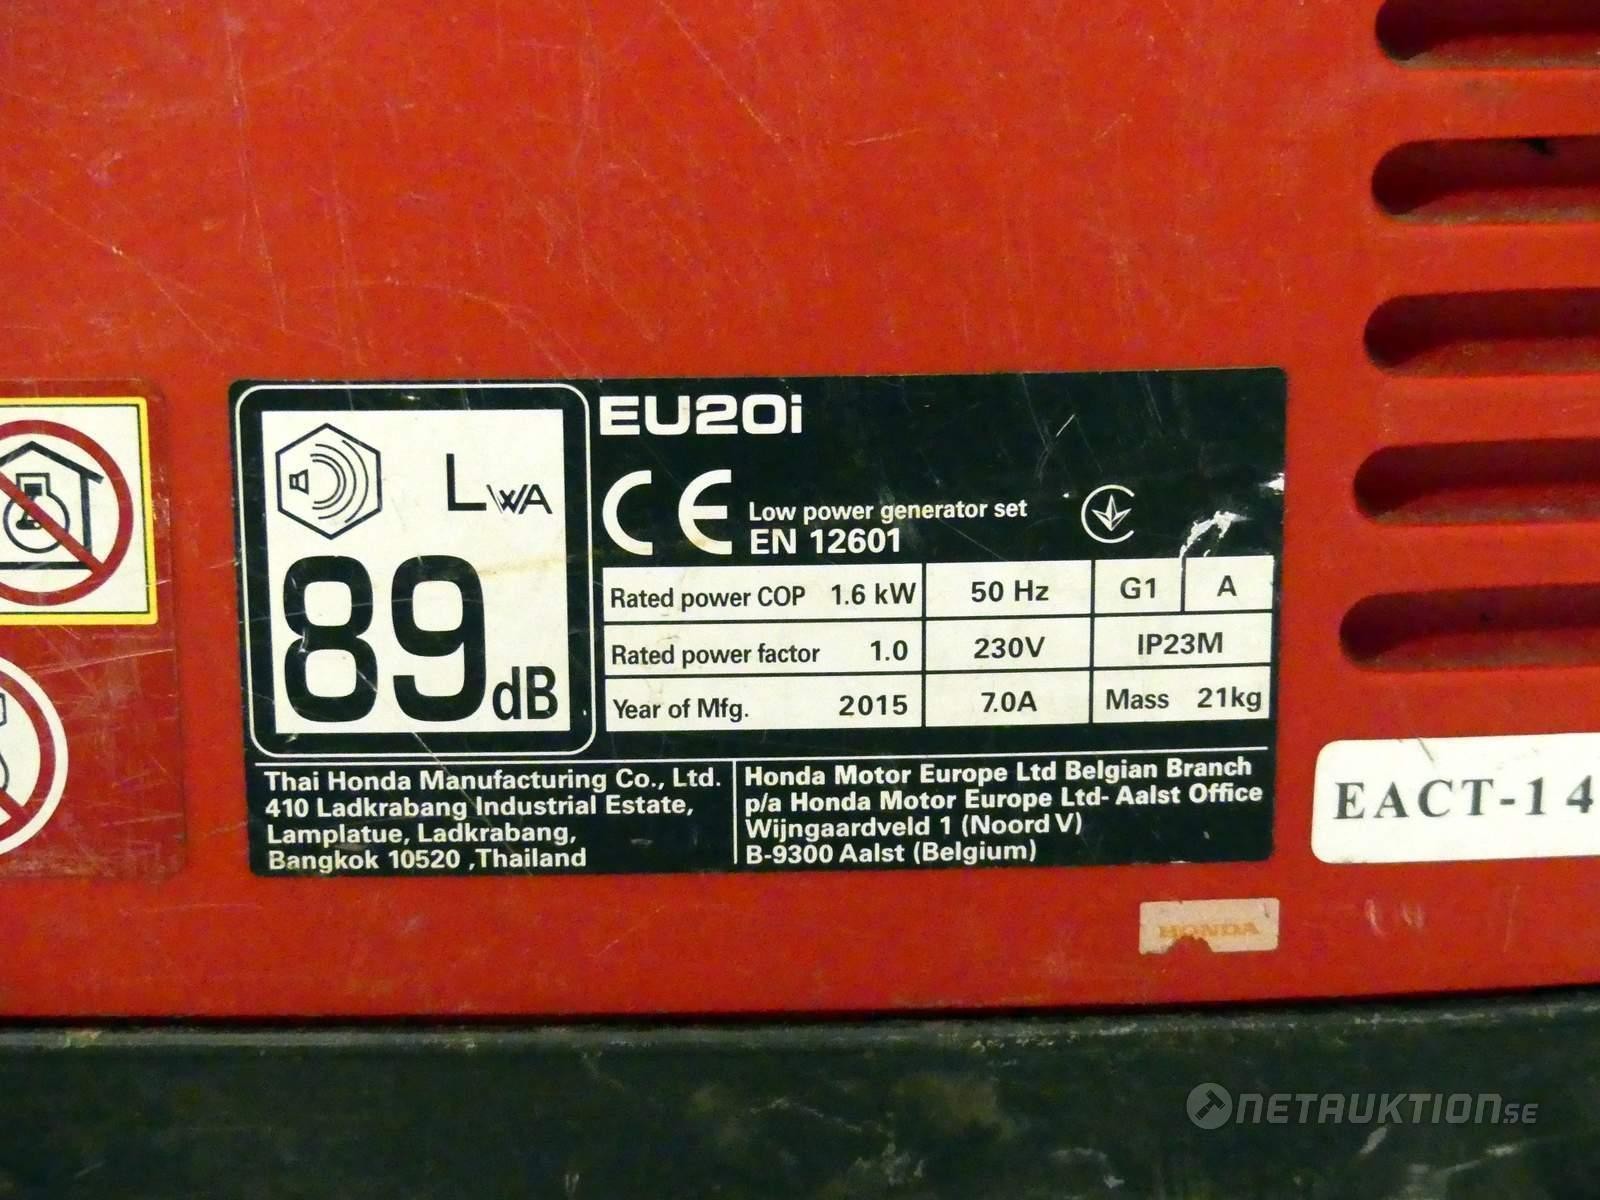 EU20i
LWA
89dB
CE
Low power generator set
EN 12601
Rated power COP 1.6 kW 50 Hz G1 A
Rated power factor 1.0 230V IP23M
Year of Mfg. 2015 7.0A Mass 21kg
Thai Honda Manufacturing Co., Ltd.
410 Ladkrabang Industrial Estate,
Lamplatue, Ladkrabang,
Bangkok 10520 ,Thailand
Honda Motor Europe Ltd Belgian Branch
p/a Honda Motor Europe Ltd- Aalst Office
Wijngaardveld 1 (Noord V)
B-9300 Aalst (Belgium)
EACT-14
HONDA
NETAUKTION.SE